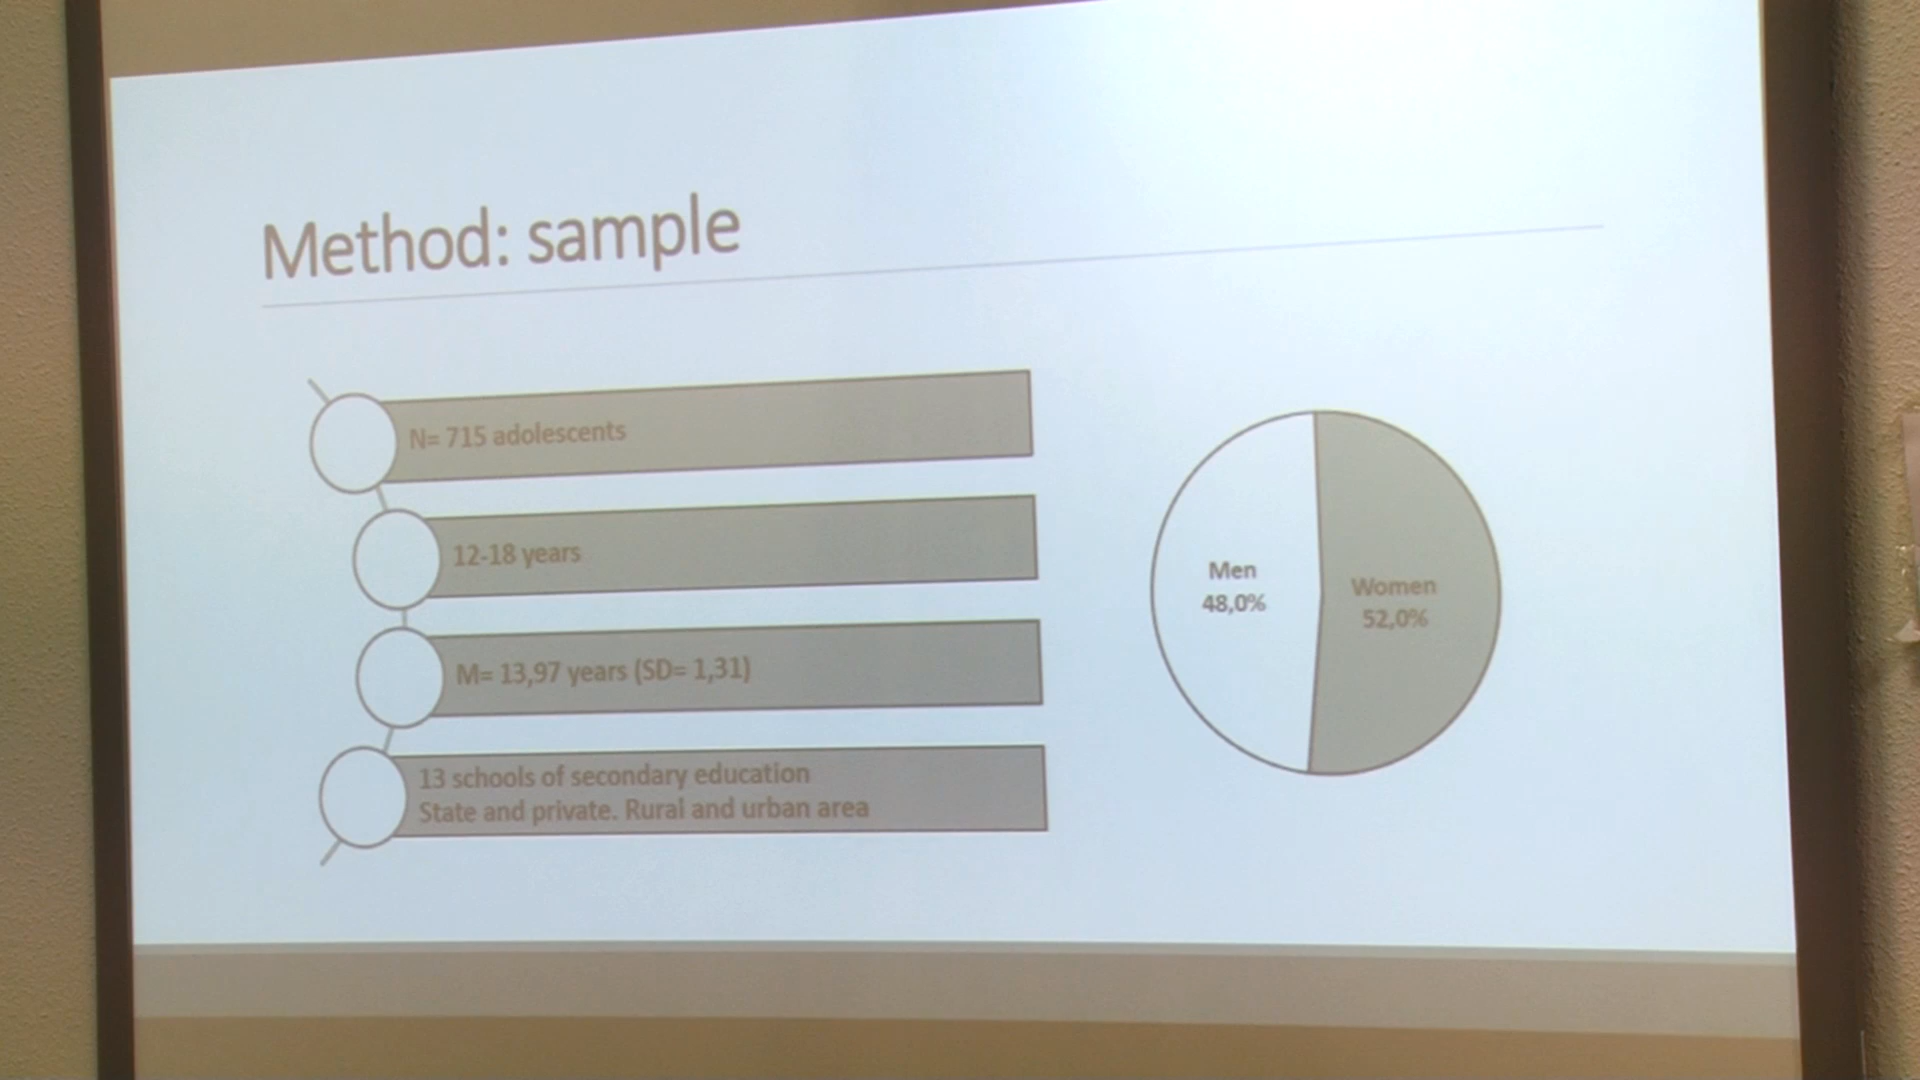 Method: sample
N= 715 adolescents
12-18 years
M= 13,97 years (SD= 1,31)
13 schools of secondary education
State and private. Rural and urban area
Men
48,0%
Women
52,0%